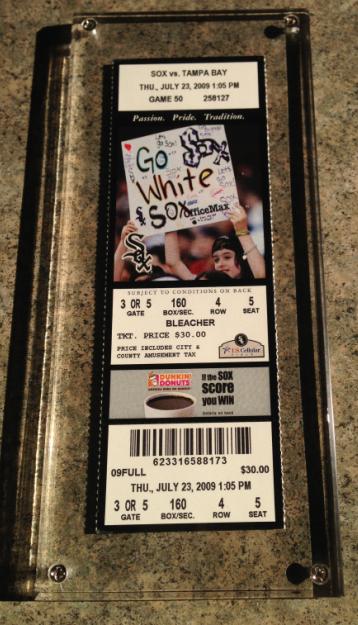 SOX vs. TAMPA BAY
THU., JULY 23, 2009 1:05 PM
GAME 50 258127
Passion. Pride. Tradition.
Go Sox
White
SOX
OfficeMax
Sox
SUBJECT TO CONDITIONS ON BACK
3 OR 5 160 4 5
GATE BOX/SEC. ROW SEAT
BLEACHER
TKT. PRICE $30.00
PRICE INCLUDES CITY &
COUNTY AMUSEMENT TAX
U.S. Cellular
DUNKIN'
DONUTS
If the SOX
SCORE
you WIN
Details on back
623316588173
09FULL $30.00
THU., JULY 23, 2009 1:05 PM
3 OR 5 160 4 5
GATE BOX/SEC. ROW SEAT